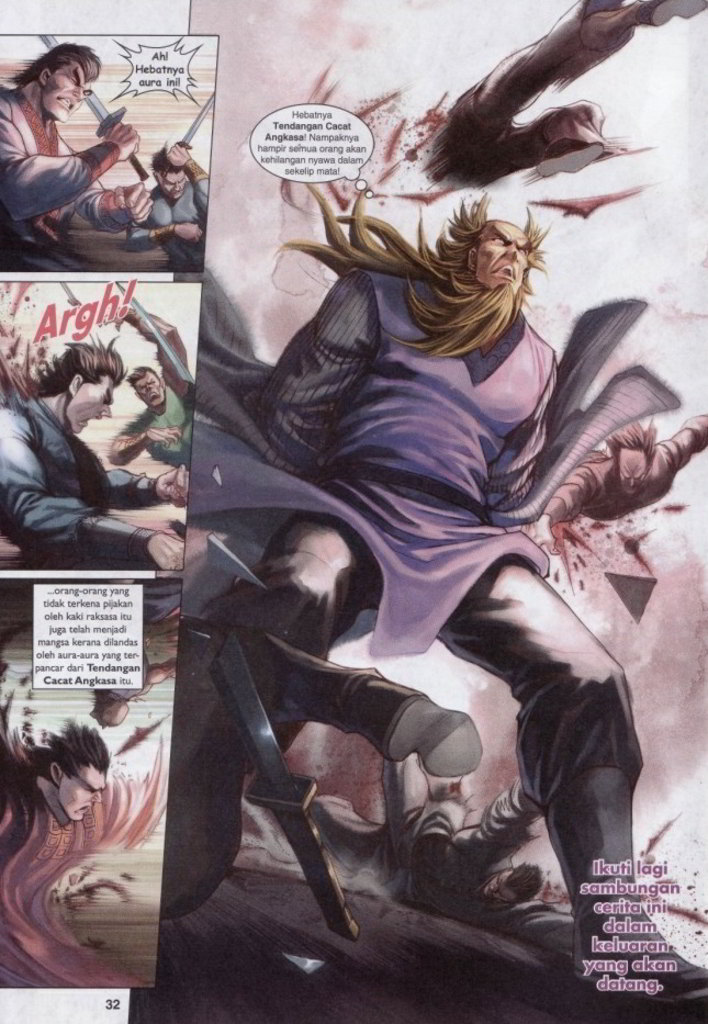 Ah!
Hebatnya
aura ini!
Hebatnya
Tendangan Cacat
Angkasa! Nampaknya
hampir semua orang akan
kehilangan nyawa dalam
sekelip mata!
Argh!
...orang-orang yang
tidak terkena pijakan
oleh kaki raksasa itu
juga telah menjadi
mangsa kerana dilandas
oleh aura-aura yang ter-
pancar dari Tendangan
Cacat Angkasa itu.
Ikuti lagi
sambungan
cerita ini
dalam
keluaran
yang akan
datang.
32